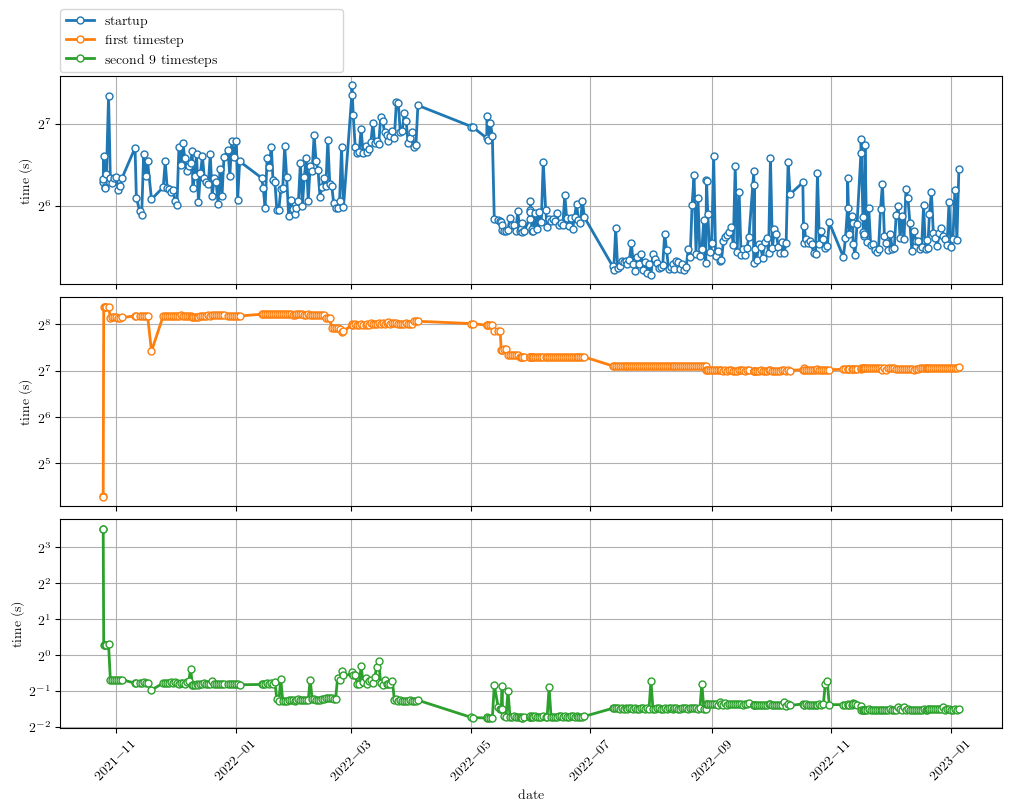 startup
first timestep
second 9 timesteps
2^7
2^6
time (s)
2^8
2^7
2^6
2^5
time (s)
2^3
2^2
2^1
2^0
2^−1
2^−2
time (s)
2021−11
2022−01
2022−03
2022−05
2022−07
2022−09
2022−11
2023−01
date